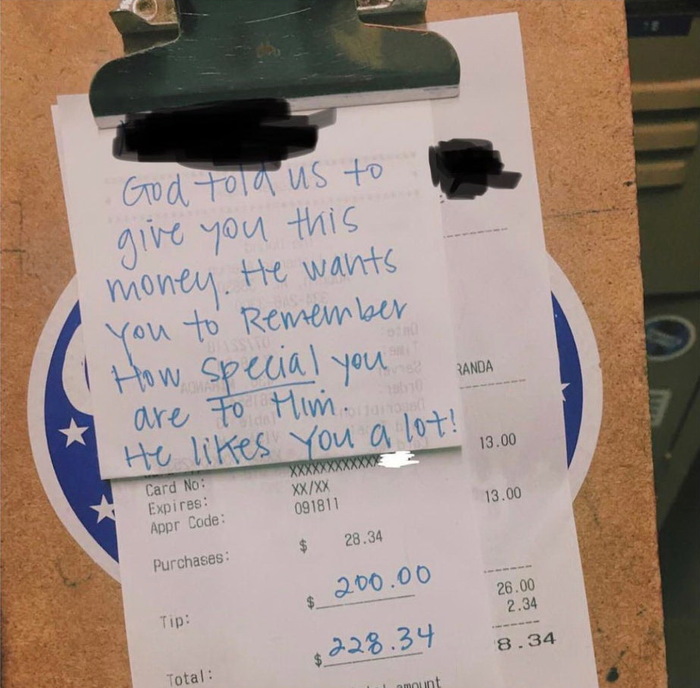 God told us to
give you this
money. He wants
you to Remember
How special you
are to Him.
He likes you a lot!
RANDA
13.00
XXXXXXXXXXXX
Card No:
XX/XX
Expires:
091811
Appr Code:
13.00
Purchases: $ 28.34
Tip: $ 200.00
26.00
2.34
Total: $ 228.34
8.34
amount